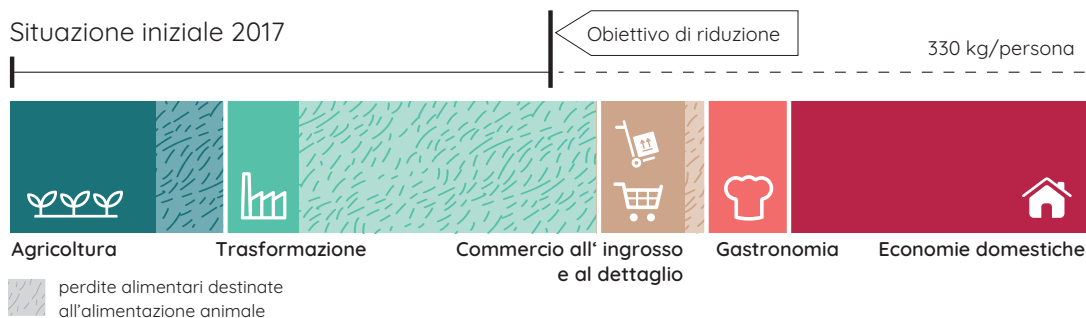 Situazione iniziale 2017
Obiettivo di riduzione
330 kg/persona
Agricoltura
Trasformazione
Commercio all‘ ingrosso
e al dettaglio
Gastronomia
Economie domestiche
perdite alimentari destinate
all’alimentazione animale